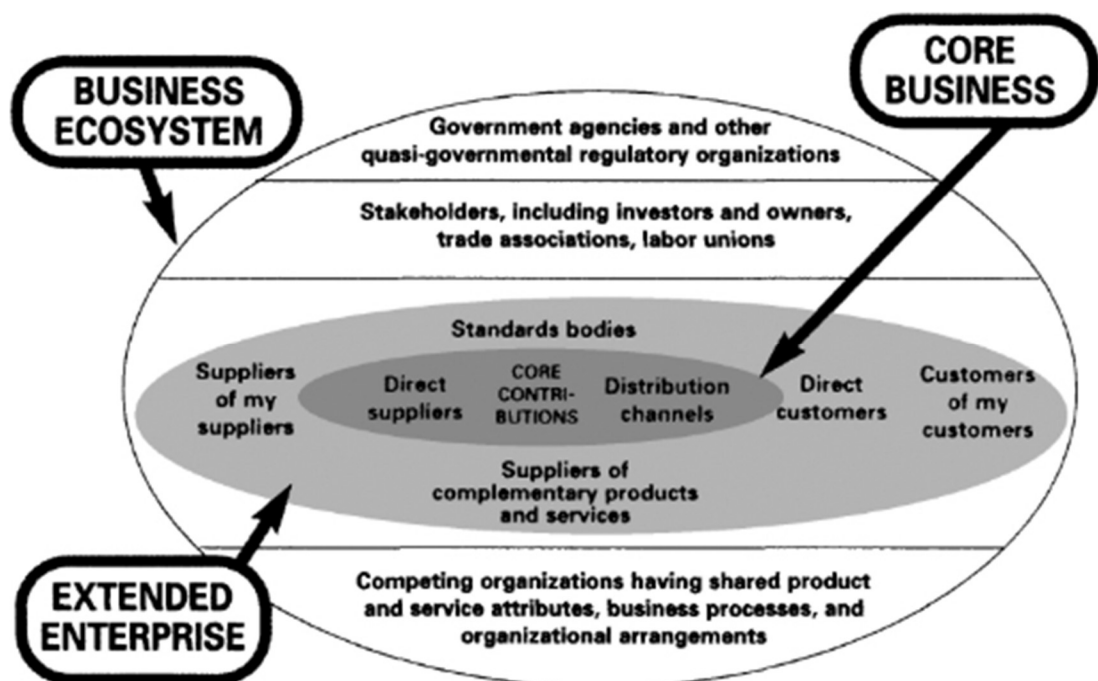 BUSINESS
ECOSYSTEM
CORE
BUSINESS
Government agencies and other
quasi-governmental regulatory organizations
Stakeholders, including investors and owners,
trade associations, labor unions
Standards bodies
Suppliers
of my
suppliers
Direct
suppliers
CORE
CONTRI-
BUTIONS
Distribution
channels
Direct
customers
Customers
of my
customers
Suppliers of
complementary products
and services
EXTENDED
ENTERPRISE
Competing organizations having shared product
and service attributes, business processes, and
organizational arrangements